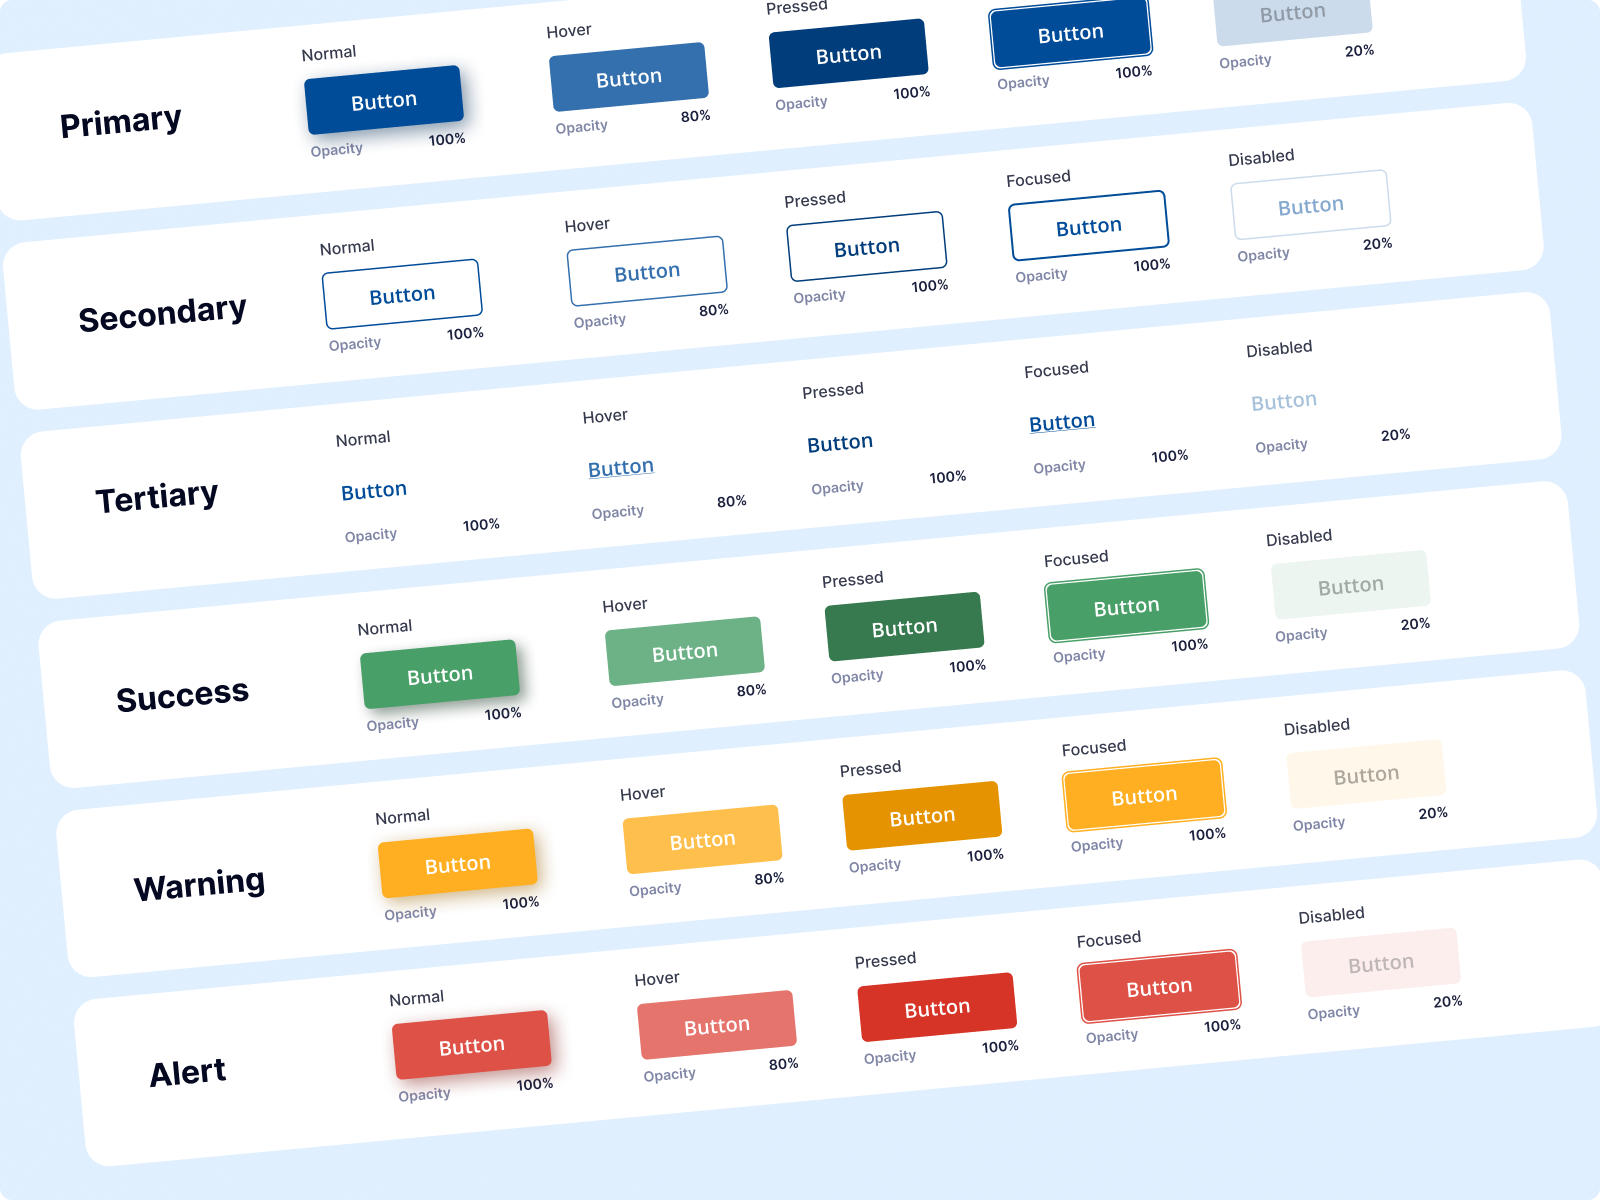 Primary
Normal
Button
Opacity 100%
Hover
Button
Opacity 80%
Pressed
Button
Opacity 100%
Button
Opacity 100%
Button
Opacity 20%
Secondary
Normal
Button
Opacity 100%
Hover
Button
Opacity 80%
Pressed
Button
Opacity 100%
Focused
Button
Opacity 100%
Disabled
Button
Opacity 20%
Tertiary
Normal
Button
Opacity 100%
Hover
Button
Opacity 80%
Pressed
Button
Opacity 100%
Focused
Button
Opacity 100%
Disabled
Button
Opacity 20%
Success
Normal
Button
Opacity 100%
Hover
Button
Opacity 80%
Pressed
Button
Opacity 100%
Focused
Button
Opacity 100%
Disabled
Button
Opacity 20%
Warning
Normal
Button
Opacity 100%
Hover
Button
Opacity 80%
Pressed
Button
Opacity 100%
Focused
Button
Opacity 100%
Disabled
Button
Opacity 20%
Alert
Normal
Button
Opacity 100%
Hover
Button
Opacity 80%
Pressed
Button
Opacity 100%
Focused
Button
Opacity 100%
Disabled
Button
Opacity 20%